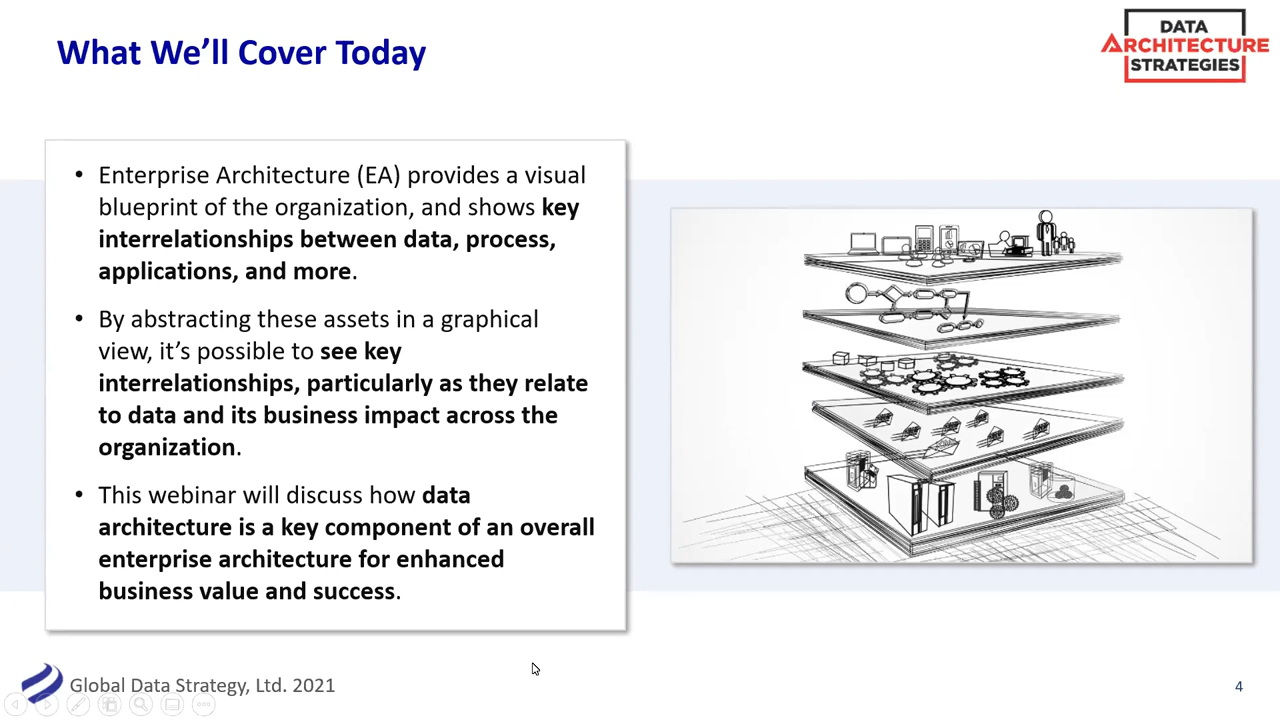 What We’ll Cover Today
DATA
ARCHITECTURE
STRATEGIES
• Enterprise Architecture (EA) provides a visual
blueprint of the organization, and shows key
interrelationships between data, process,
applications, and more.
• By abstracting these assets in a graphical
view, it’s possible to see key
interrelationships, particularly as they relate
to data and its business impact across the
organization.
• This webinar will discuss how data
architecture is a key component of an overall
enterprise architecture for enhanced
business value and success.
Global Data Strategy, Ltd. 2021
4